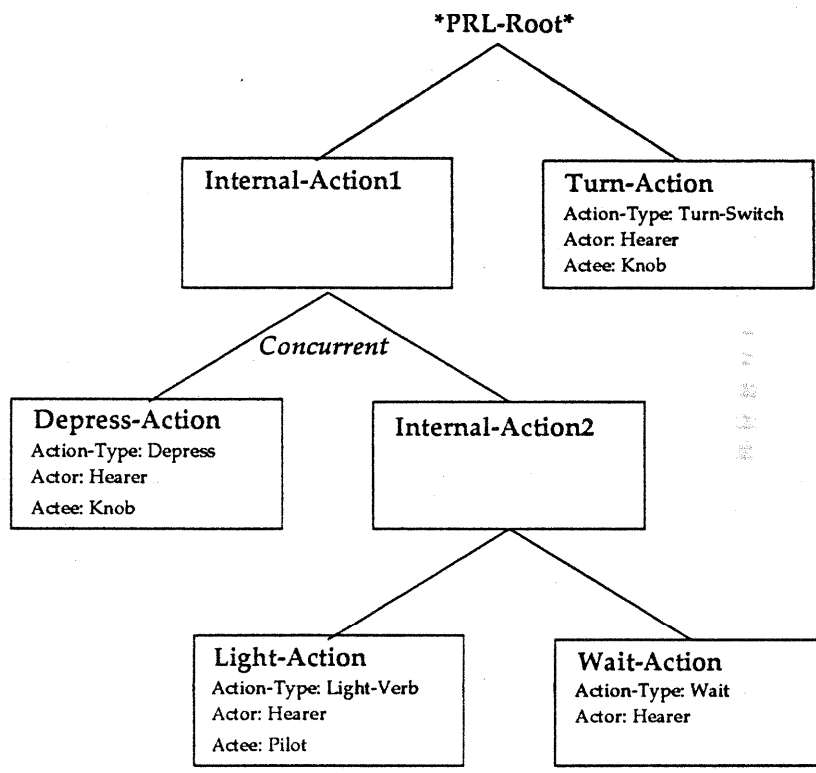 *PRL-Root*
Internal-Action1
Turn-Action
Action-Type: Turn-Switch
Actor: Hearer
Actee: Knob
Concurrent
Depress-Action
Action-Type: Depress
Actor: Hearer
Actee: Knob
Internal-Action2
Light-Action
Action-Type: Light-Verb
Actor: Hearer
Actee: Pilot
Wait-Action
Action-Type: Wait
Actor: Hearer